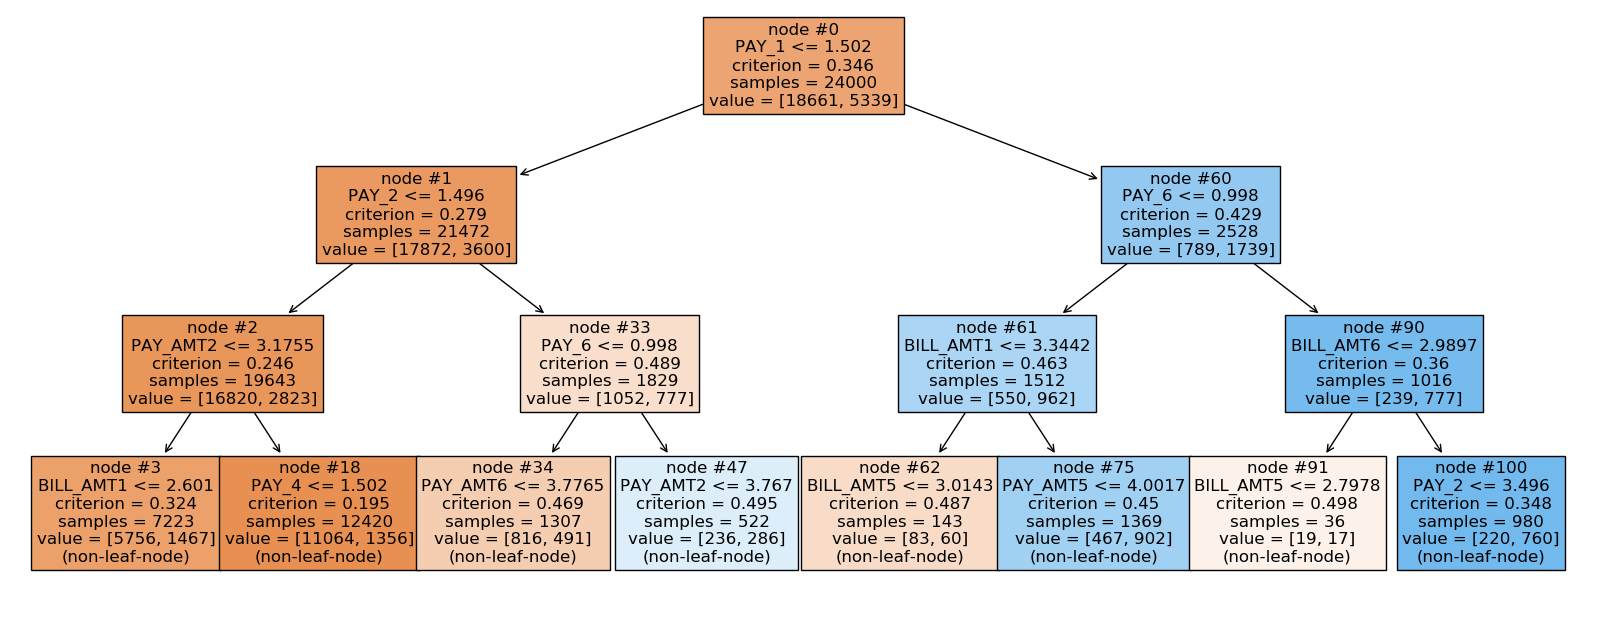 node #0
PAY_1 <= 1.502
criterion = 0.346
samples = 24000
value = [18661, 5339]
node #1
PAY_2 <= 1.496
criterion = 0.279
samples = 21472
value = [17872, 3600]
node #60
PAY_6 <= 0.998
criterion = 0.429
samples = 2528
value = [789, 1739]
node #2
PAY_AMT2 <= 3.1755
criterion = 0.246
samples = 19643
value = [16820, 2823]
node #33
PAY_6 <= 0.998
criterion = 0.489
samples = 1829
value = [1052, 777]
node #61
BILL_AMT1 <= 3.3442
criterion = 0.463
samples = 1512
value = [550, 962]
node #90
BILL_AMT6 <= 2.9897
criterion = 0.36
samples = 1016
value = [239, 777]
node #3
BILL_AMT1 <= 2.601
criterion = 0.324
samples = 7223
value = [5756, 1467]
(non-leaf-node)
node #18
PAY_4 <= 1.502
criterion = 0.195
samples = 12420
value = [11064, 1356]
(non-leaf-node)
node #34
PAY_AMT6 <= 3.7765
criterion = 0.469
samples = 1307
value = [816, 491]
(non-leaf-node)
node #47
PAY_AMT2 <= 3.767
criterion = 0.495
samples = 522
value = [236, 286]
(non-leaf-node)
node #62
BILL_AMT5 <= 3.0143
criterion = 0.487
samples = 143
value = [83, 60]
(non-leaf-node)
node #75
PAY_AMT5 <= 4.0017
criterion = 0.45
samples = 1369
value = [467, 902]
(non-leaf-node)
node #91
BILL_AMT5 <= 2.7978
criterion = 0.498
samples = 36
value = [19, 17]
(non-leaf-node)
node #100
PAY_2 <= 3.496
criterion = 0.348
samples = 980
value = [220, 760]
(non-leaf-node)